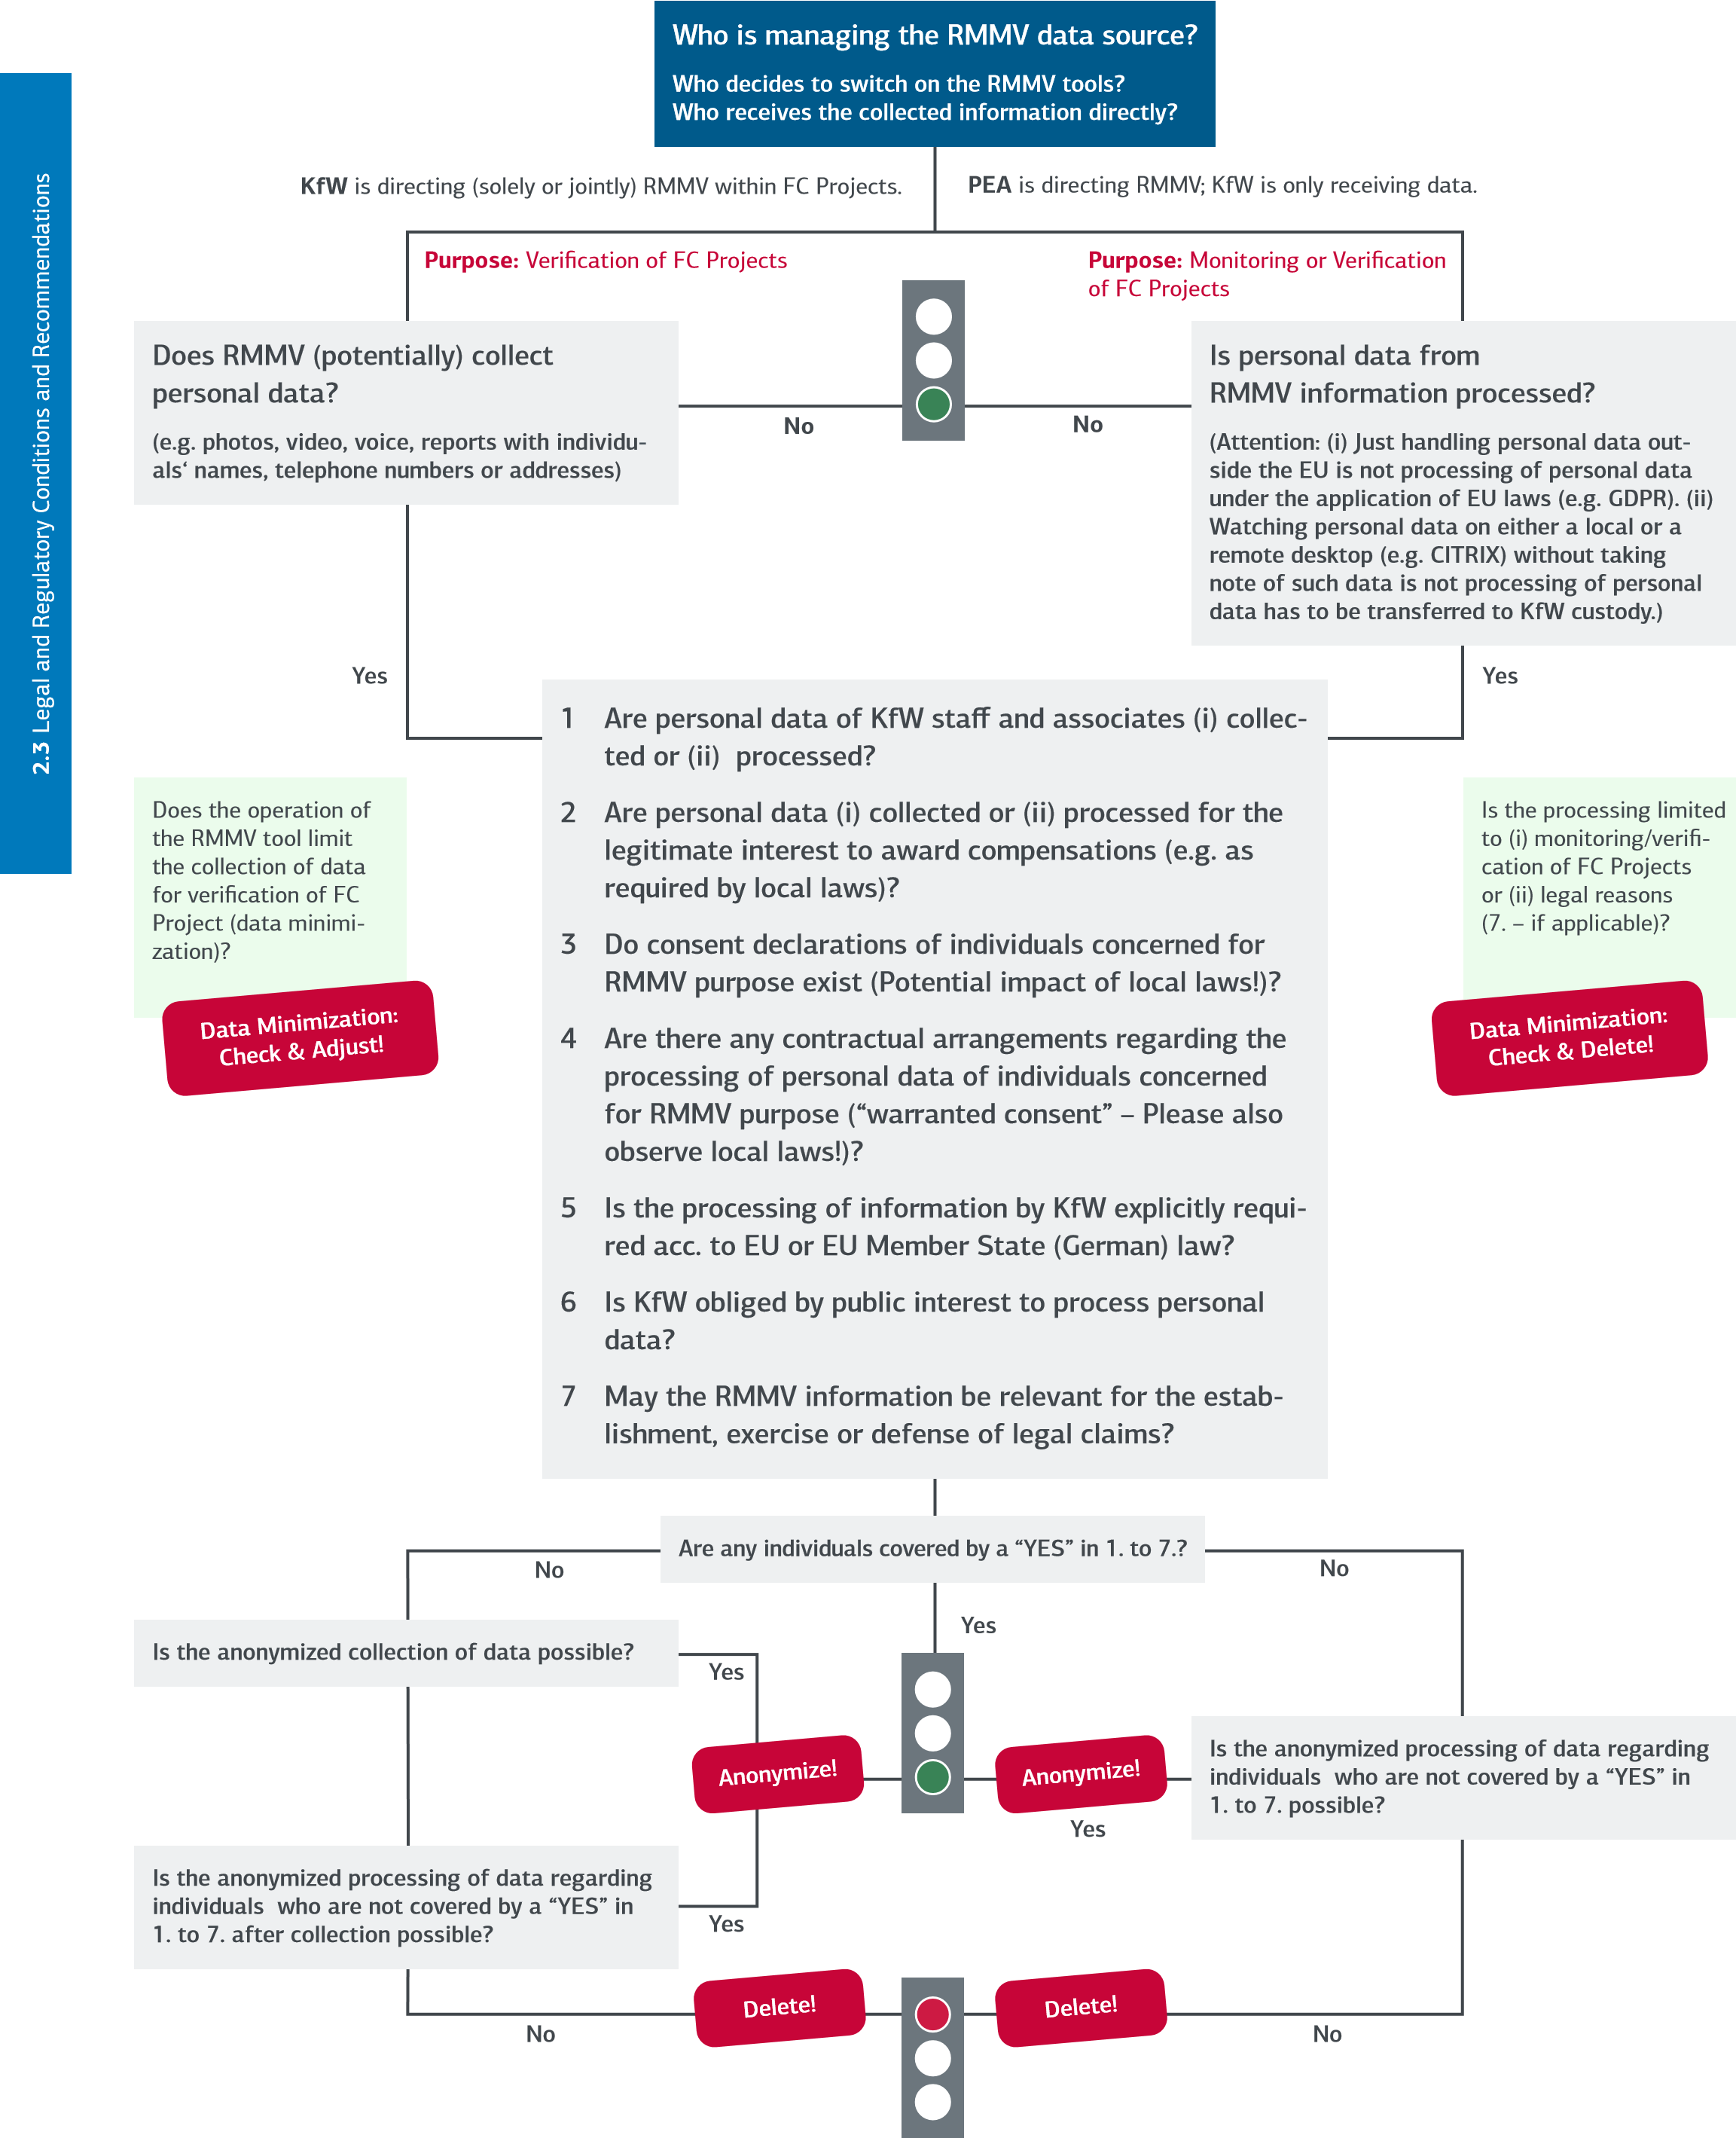 Who is managing the RMMV data source?
Who decides to switch on the RMMV tools?
Who receives the collected information directly?
2.3 Legal and Regulatory Conditions and Recommendations
KfW is directing (solely or jointly) RMMV within FC Projects.
PEA is directing RMMV; KfW is only receiving data.
Purpose: Verification of FC Projects
Purpose: Monitoring or Verification
of FC Projects
Does RMMV (potentially) collect
personal data?
(e.g. photos, video, voice, reports with individu-
als‘ names, telephone numbers or addresses)
No
No
Is personal data from
RMMV information processed?
(Attention: (i) Just handling personal data out-
side the EU is not processing of personal data
under the application of EU laws (e.g. GDPR). (ii)
Watching personal data on either a local or a
remote desktop (e.g. CITRIX) without taking
note of such data is not processing of personal
data has to be transferred to KfW custody.)
Yes
Yes
1 Are personal data of KfW staff and associates (i) collec-
ted or (ii)  processed?
2 Are personal data (i) collected or (ii) processed for the
legitimate interest to award compensations (e.g. as
required by local laws)?
3 Do consent declarations of individuals concerned for
RMMV purpose exist (Potential impact of local laws!)?
4 Are there any contractual arrangements regarding the
processing of personal data of individuals concerned
for RMMV purpose (“warranted consent” – Please also
observe local laws!)?
5 Is the processing of information by KfW explicitly requi-
red acc. to EU or EU Member State (German) law?
6 Is KfW obliged by public interest to process personal
data?
7 May the RMMV information be relevant for the estab-
lishment, exercise or defense of legal claims?
Does the operation of
the RMMV tool limit
the collection of data
for verification of FC
Project (data minimi-
zation)?
Data Minimization:
Check & Adjust!
Is the processing limited
to (i) monitoring/verifi-
cation of FC Projects
or (ii) legal reasons
(7. – if applicable)?
Data Minimization:
Check & Delete!
Are any individuals covered by a “YES” in 1. to 7.?
No
No
Yes
Is the anonymized collection of data possible?
Yes
Anonymize!
Anonymize!
Yes
Is the anonymized processing of data regarding
individuals  who are not covered by a “YES” in
1. to 7. possible?
Is the anonymized processing of data regarding
individuals  who are not covered by a “YES” in
1. to 7. after collection possible?
Yes
Delete!
Delete!
No
No